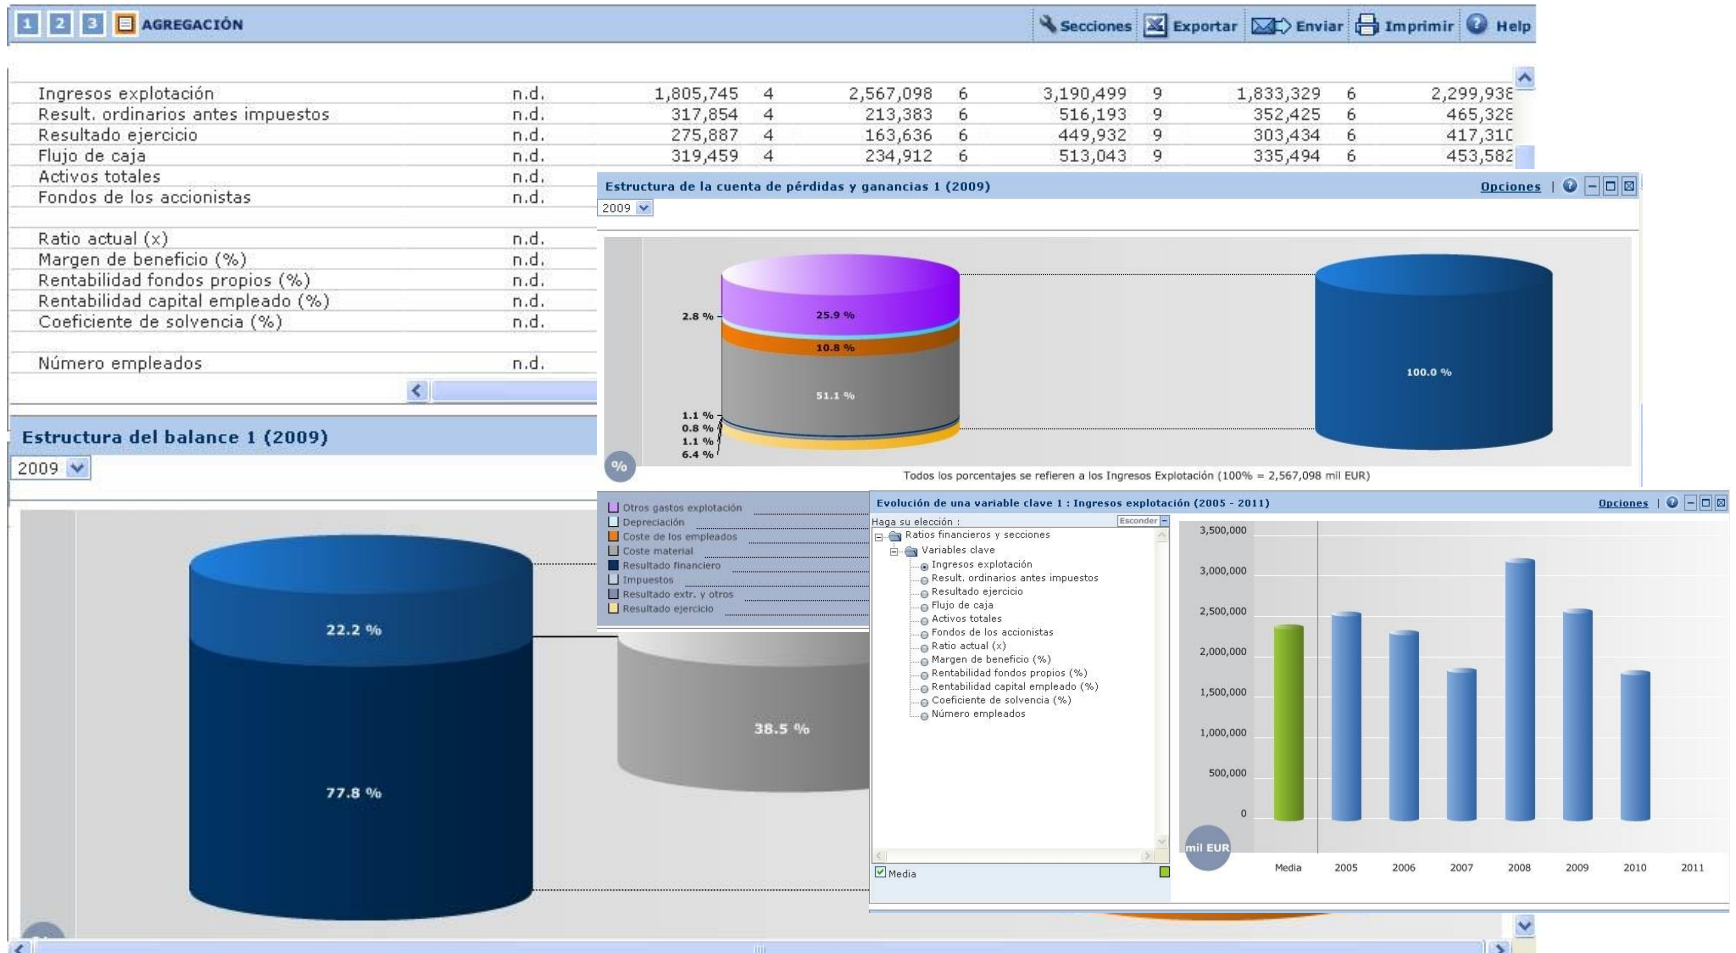 1 2 3 AGREGACIÓN Secciones Exportar Enviar Imprimir Help
Ingresos explotación n.d. 1,805,745 4 2,567,098 6 3,190,499 9 1,833,329 6 2,299,938
Result. ordinarios antes impuestos n.d. 317,854 4 213,383 6 516,193 9 352,425 6 465,328
Resultado ejercicio n.d. 275,887 4 163,636 6 449,932 9 303,434 6 417,310
Flujo de caja n.d. 319,459 4 234,912 6 513,043 9 335,494 6 453,582
Activos totales n.d.
Fondos de los accionistas n.d.
Ratio actual (x) n.d.
Margen de beneficio (%) n.d.
Rentabilidad fondos propios (%) n.d.
Rentabilidad capital empleado (%) n.d.
Coeficiente de solvencia (%) n.d.
Número empleados n.d.
Estructura de la cuenta de pérdidas y ganancias 1 (2009) Opciones | ?
2009
2.8 %
25.9 %
10.8 %
51.1 %
1.1 %
0.8 %
1.1 %
6.4 %
100.0 %
%
Todos los porcentajes se refieren a los Ingresos Explotación (100% = 2,567,098 mil EUR)
Otros gastos explotación
Depreciación
Coste de los empleados
Coste material
Resultado financiero
Impuestos
Resultado extr. y otros
Resultado ejercicio
Estructura del balance 1 (2009)
2009
22.2 %
77.8 %
38.5 %
Evolución de una variable clave 1 : Ingresos explotación (2005 - 2011) Opciones | ?
Haga su elección : Esconder
Ratios financieros y secciones
Variables clave
Ingresos explotación
Result. ordinarios antes impuestos
Resultado ejercicio
Flujo de caja
Activos totales
Fondos de los accionistas
Ratio actual (x)
Margen de beneficio (%)
Rentabilidad fondos propios (%)
Rentabilidad capital empleado (%)
Coeficiente de solvencia (%)
Número empleados
Media
3,500,000
3,000,000
2,500,000
2,000,000
1,500,000
1,000,000
500,000
0
mil EUR
Media 2005 2006 2007 2008 2009 2010 2011